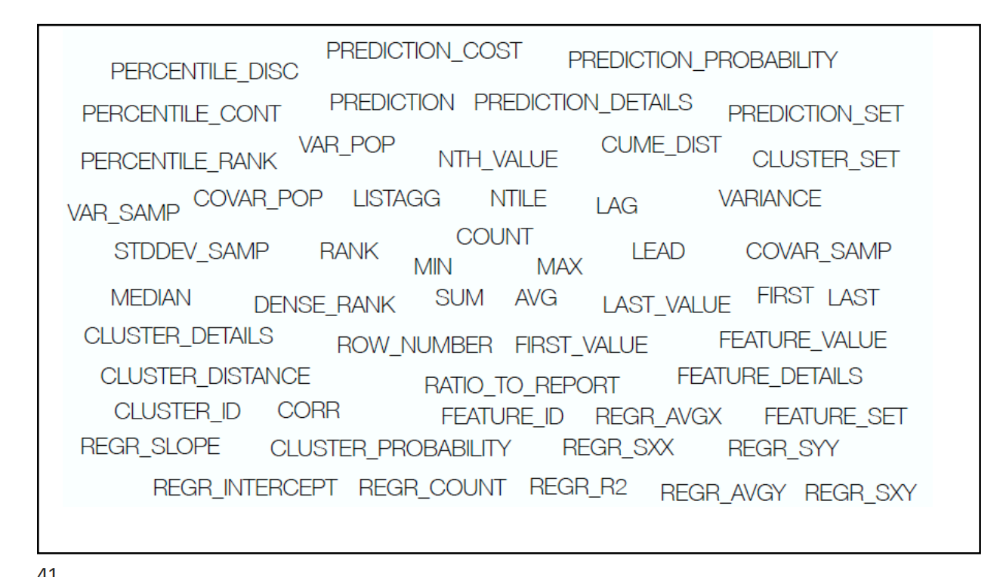 PREDICTION_COST PREDICTION_PROBABILITY
PERCENTILE_DISC
PREDICTION PREDICTION_DETAILS
PERCENTILE_CONT PREDICTION_SET
VAR_POP CUME_DIST
PERCENTILE_RANK NTH_VALUE CLUSTER_SET
COVAR_POP LISTAGG NTILE LAG VARIANCE
VAR_SAMP
COUNT
STDDEV_SAMP RANK LEAD COVAR_SAMP
MIN MAX
MEDIAN DENSE_RANK SUM AVG LAST_VALUE FIRST LAST
CLUSTER_DETAILS ROW_NUMBER FIRST_VALUE FEATURE_VALUE
CLUSTER_DISTANCE RATIO_TO_REPORT FEATURE_DETAILS
CLUSTER_ID CORR FEATURE_ID REGR_AVGX FEATURE_SET
REGR_SLOPE CLUSTER_PROBABILITY REGR_SXX REGR_SYY
REGR_INTERCEPT REGR_COUNT REGR_R2 REGR_AVGY REGR_SXY
41